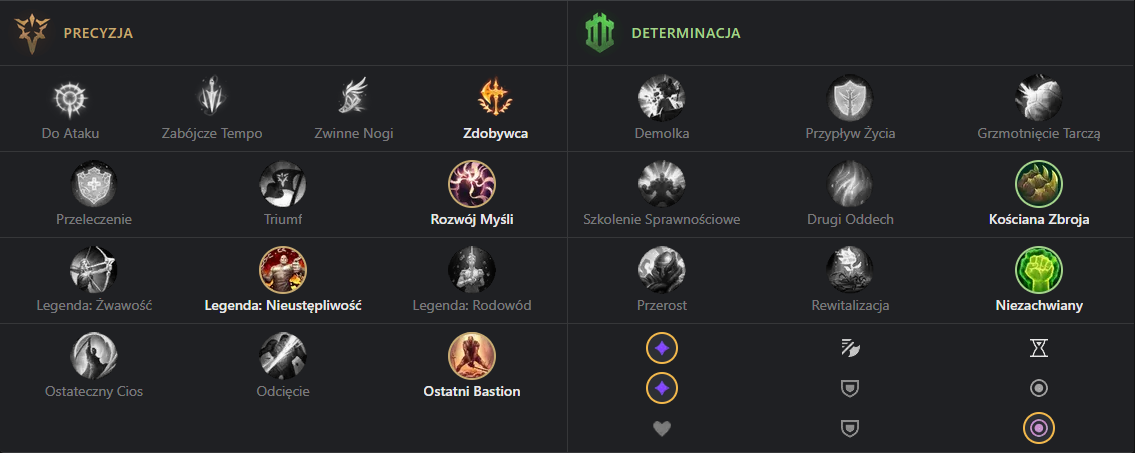 PRECYZJA
Do Ataku Zabójcze Tempo Zwinne Nogi Zdobywca
Przeleczenie Triumf Rozwój Myśli
Legenda: Żwawość Legenda: Nieustępliwość Legenda: Rodowód
Ostateczny Cios Odcięcie Ostatni Bastion
DETERMINACJA
Demolka Przypływ Życia Grzmotnięcie Tarczą
Szkolenie Sprawnościowe Drugi Oddech Kościana Zbroja
Przerost Rewitalizacja Niezachwiany